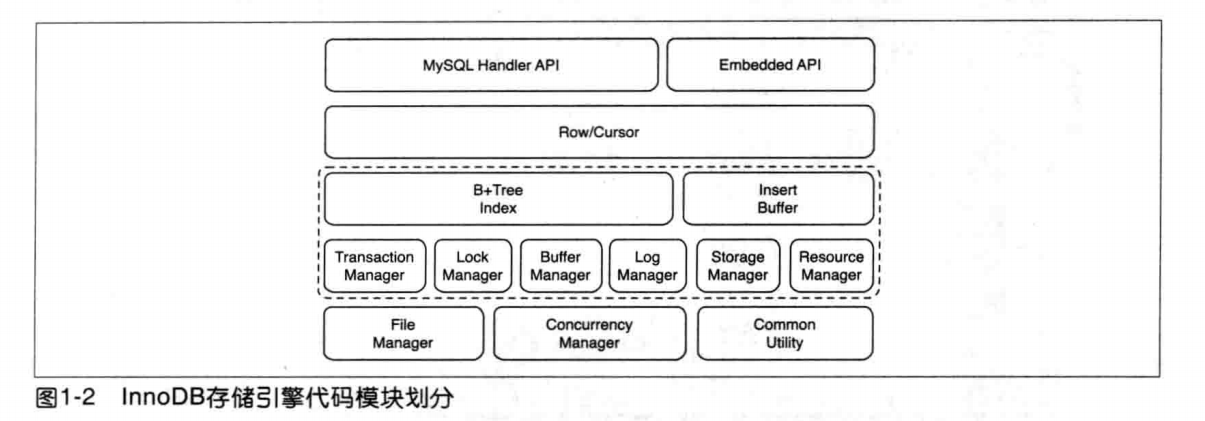 MySQL Handler API
Embedded API
Row/Cursor
B+Tree
Index
Insert
Buffer
Transaction
Manager
Lock
Manager
Buffer
Manager
Log
Manager
Storage
Manager
Resource
Manager
File
Manager
Concurrency
Manager
Common
Utility
图1-2 InnoDB存储引擎代码模块划分